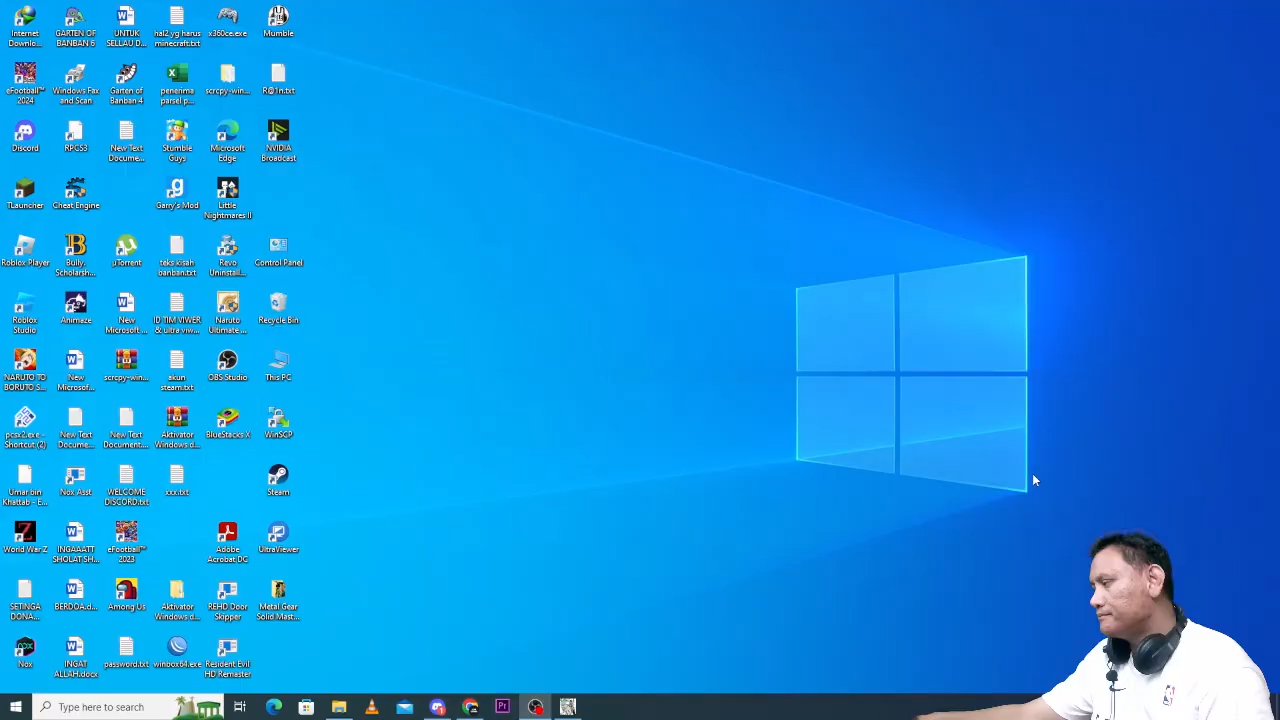 Internet
Downlo...
GARTEN OF
BANBAN 6
UNTUK
SELLAU D...
hal2 yg harus
minecraft.txt
x360ce.exe
Mumble
eFootball™
2024
Windows Fax
and Scan
Garten of
Banban 4
penerima
parsel p...
scrcpy-win...
R@1n.txt
Discord
RPCS3
New Text
Docume...
Stumble
Guys
Microsoft
Edge
NVIDIA
Broadcast
TLauncher
Cheat Engine
Garry's Mod
Little
Nightmares II
Roblox Player
Bully.
Scholarsh...
µTorrent
teks kisah
banban.txt
Revo
Uninstall...
Control Panel
Roblox
Studio
Animaze
New
Microsoft ...
ID TIM VIWER
& ultra viw...
Naruto
Ultimate ...
Recycle Bin
NARUTO TO
BORUTO S...
New
Microsof...
scrcpy-win...
akun
steam.txt
OBS Studio
This PC
pcsx2.exe -
Shortcut (2)
New Text
Docume...
New Text
Document....
Aktivator
Windows d...
BlueStacks X
WinSCP
Umar bin
Khattab - E...
Nox Asst
WELCOME
DISCORD.txt
xxx.txt
Steam
World War Z
INGAAATT
SHOLAT SH...
eFootball™
2023
Adobe
Acrobat DC
UltraViewer
SETINGA
DONA...
BERDOA.d...
Among Us
Aktivator
Windows d...
REHD Door
Skipper
Metal Gear
Solid Mast...
Nox
INGAT
ALLAH.docx
password.txt
winbox64.exe
Resident Evil
HD Remaster
Type here to search